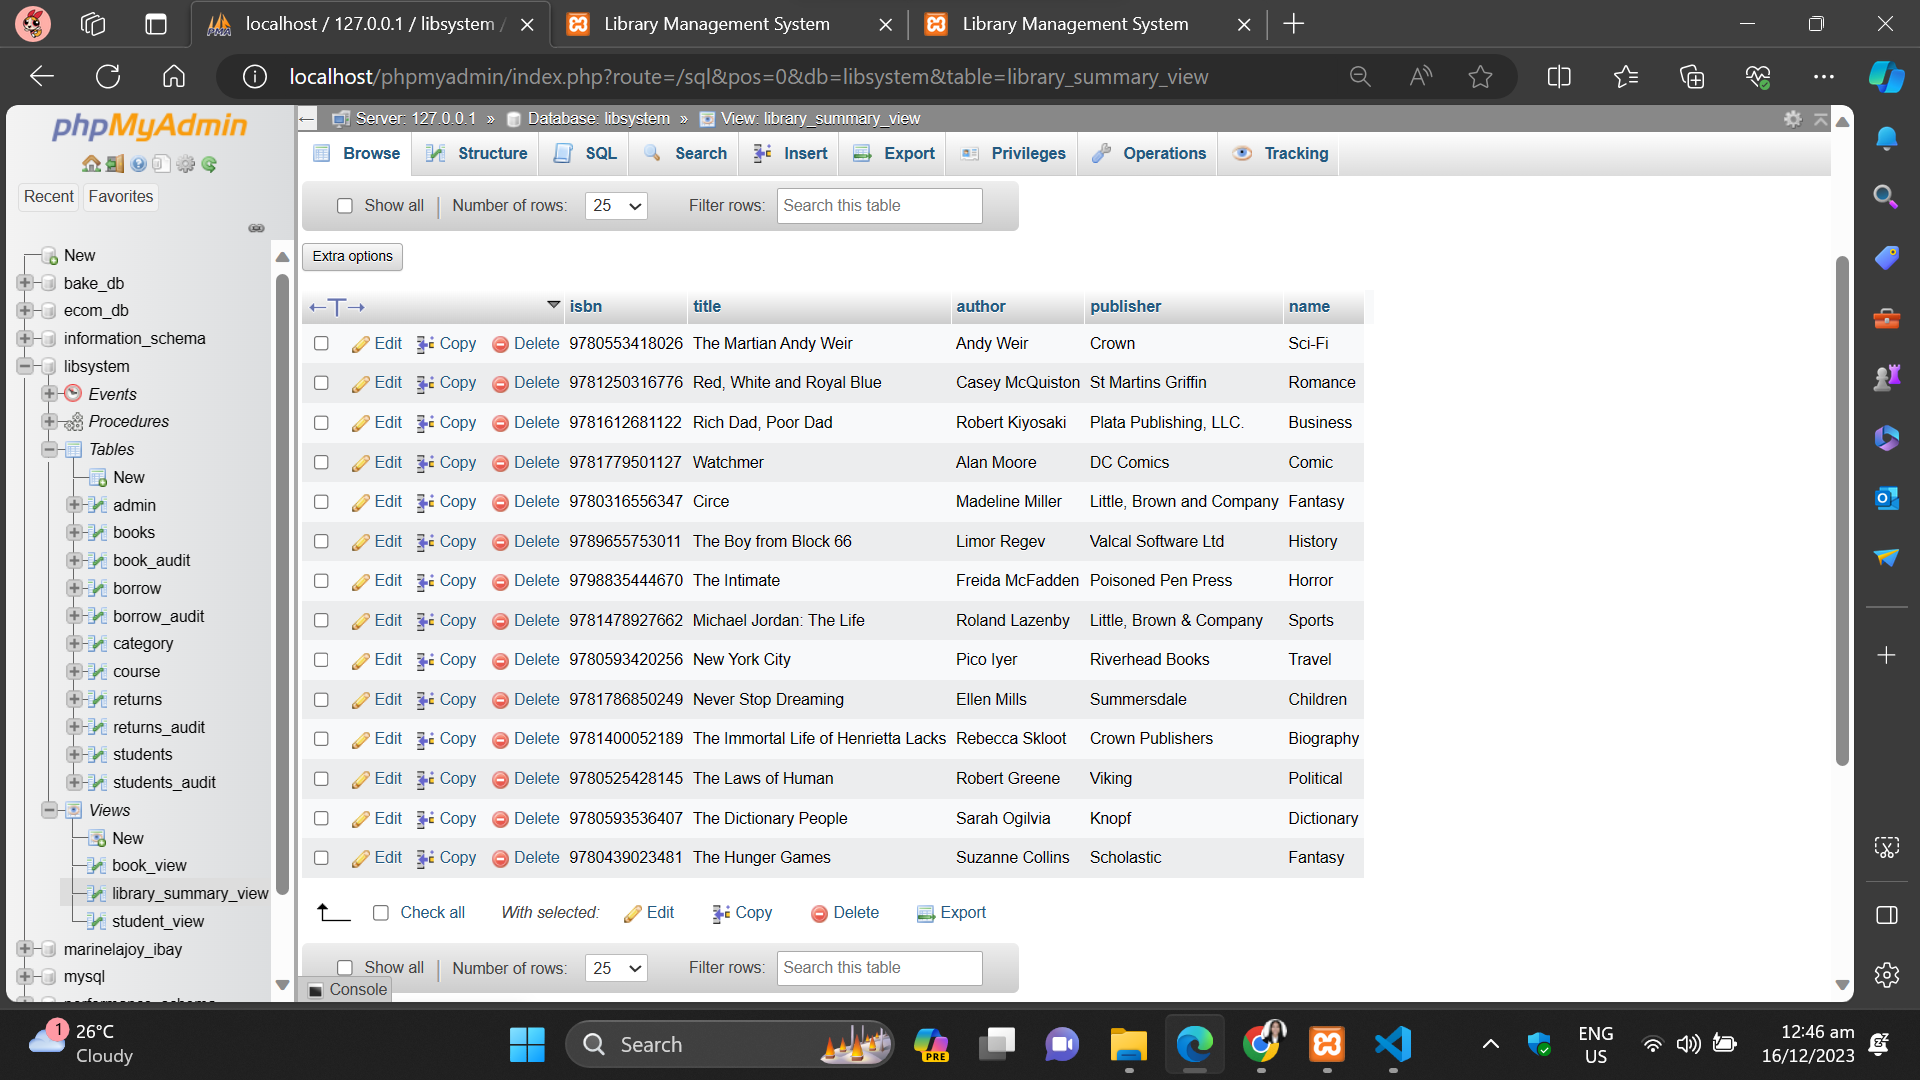 localhost / 127.0.0.1 / libsystem /
Library Management System
Library Management System
localhost/phpmyadmin/index.php?route=/sql&pos=0&db=libsystem&table=library_summary_view
phpMyAdmin
Recent Favorites
New
bake_db
ecom_db
information_schema
libsystem
Events
Procedures
Tables
New
admin
books
book_audit
borrow
borrow_audit
category
course
returns
returns_audit
students
students_audit
Views
New
book_view
library_summary_view
student_view
marinelajoy_ibay
mysql
Server: 127.0.0.1 » Database: libsystem » View: library_summary_view
Browse Structure SQL Search Insert Export Privileges Operations Tracking
Show all Number of rows: 25 Filter rows: Search this table
Extra options
isbn title author publisher name
Edit Copy Delete 9780553418026 The Martian Andy Weir Andy Weir Crown Sci-Fi
Edit Copy Delete 9781250316776 Red, White and Royal Blue Casey McQuiston St Martins Griffin Romance
Edit Copy Delete 9781612681122 Rich Dad, Poor Dad Robert Kiyosaki Plata Publishing, LLC. Business
Edit Copy Delete 9781779501127 Watchmer Alan Moore DC Comics Comic
Edit Copy Delete 9780316556347 Circe Madeline Miller Little, Brown and Company Fantasy
Edit Copy Delete 9789655753011 The Boy from Block 66 Limor Regev Valcal Software Ltd History
Edit Copy Delete 9798835444670 The Intimate Freida McFadden Poisoned Pen Press Horror
Edit Copy Delete 9781478927662 Michael Jordan: The Life Roland Lazenby Little, Brown & Company Sports
Edit Copy Delete 9780593420256 New York City Pico Iyer Riverhead Books Travel
Edit Copy Delete 9781786850249 Never Stop Dreaming Ellen Mills Summersdale Children
Edit Copy Delete 9781400052189 The Immortal Life of Henrietta Lacks Rebecca Skloot Crown Publishers Biography
Edit Copy Delete 9780525428145 The Laws of Human Robert Greene Viking Political
Edit Copy Delete 9780593536407 The Dictionary People Sarah Ogilvia Knopf Dictionary
Edit Copy Delete 9780439023481 The Hunger Games Suzanne Collins Scholastic Fantasy
Check all With selected: Edit Copy Delete Export
Show all Number of rows: 25 Filter rows: Search this table
Console
1
26°C
Cloudy
Search
PRE
ENG
US
12:46 am
16/12/2023